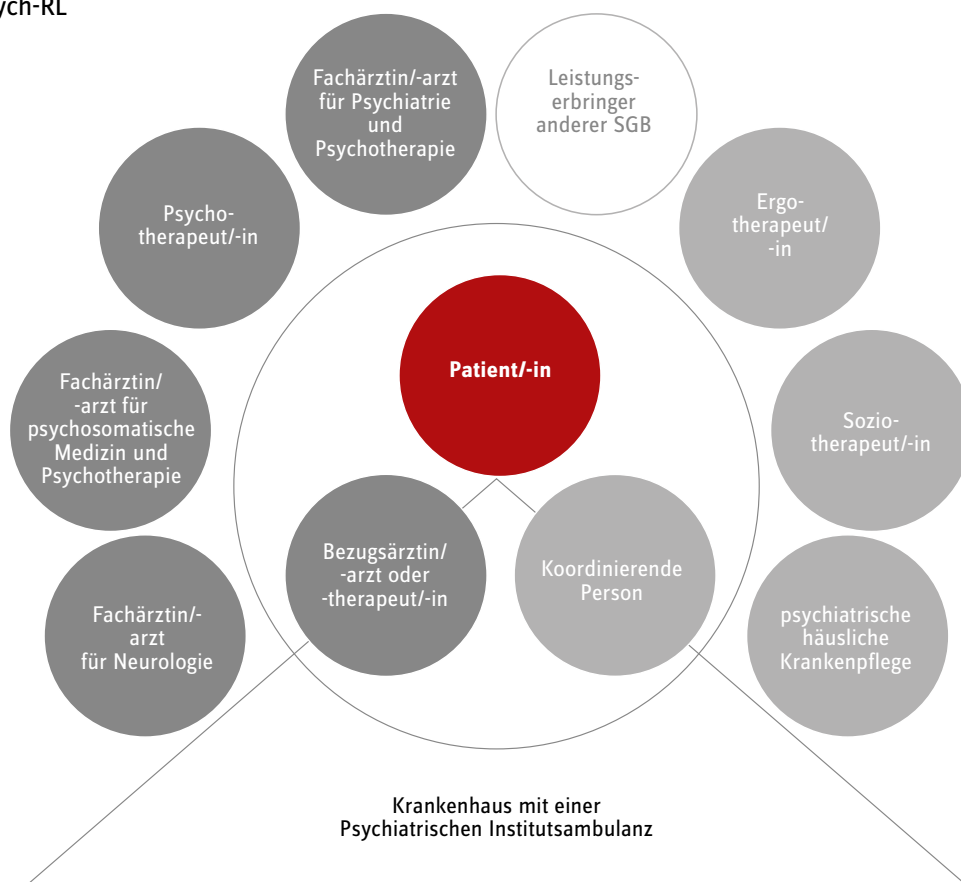 ych-RL
Fachärztin/-arzt
für Psychiatrie
und
Psychotherapie
Leistungs-
erbringer
anderer SGB
Psycho-
therapeut/-in
Ergo-
therapeut/
-in
Patient/-in
Fachärztin/
-arzt für
psychosomatische
Medizin und
Psychotherapie
Sozio-
therapeut/-in
Bezugsärztin/
-arzt oder
-therapeut/-in
Koordinierende
Person
Fachärztin/-
arzt
für Neurologie
psychiatrische
häusliche
Krankenpflege
Krankenhaus mit einer
Psychiatrischen Institutsambulanz